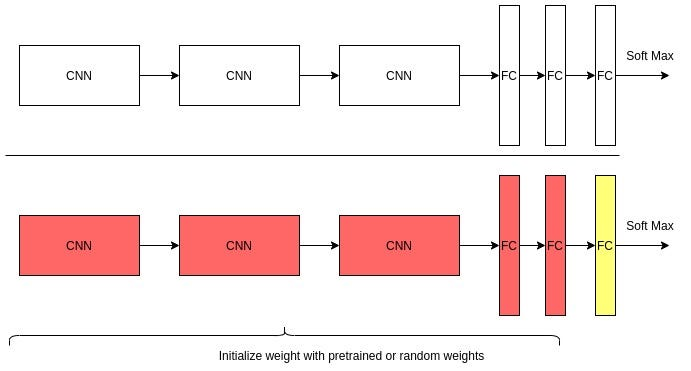 CNN
CNN
CNN
FC
FC
FC
Soft Max
CNN
CNN
CNN
FC
FC
FC
Soft Max
Initialize weight with pretrained or random weights